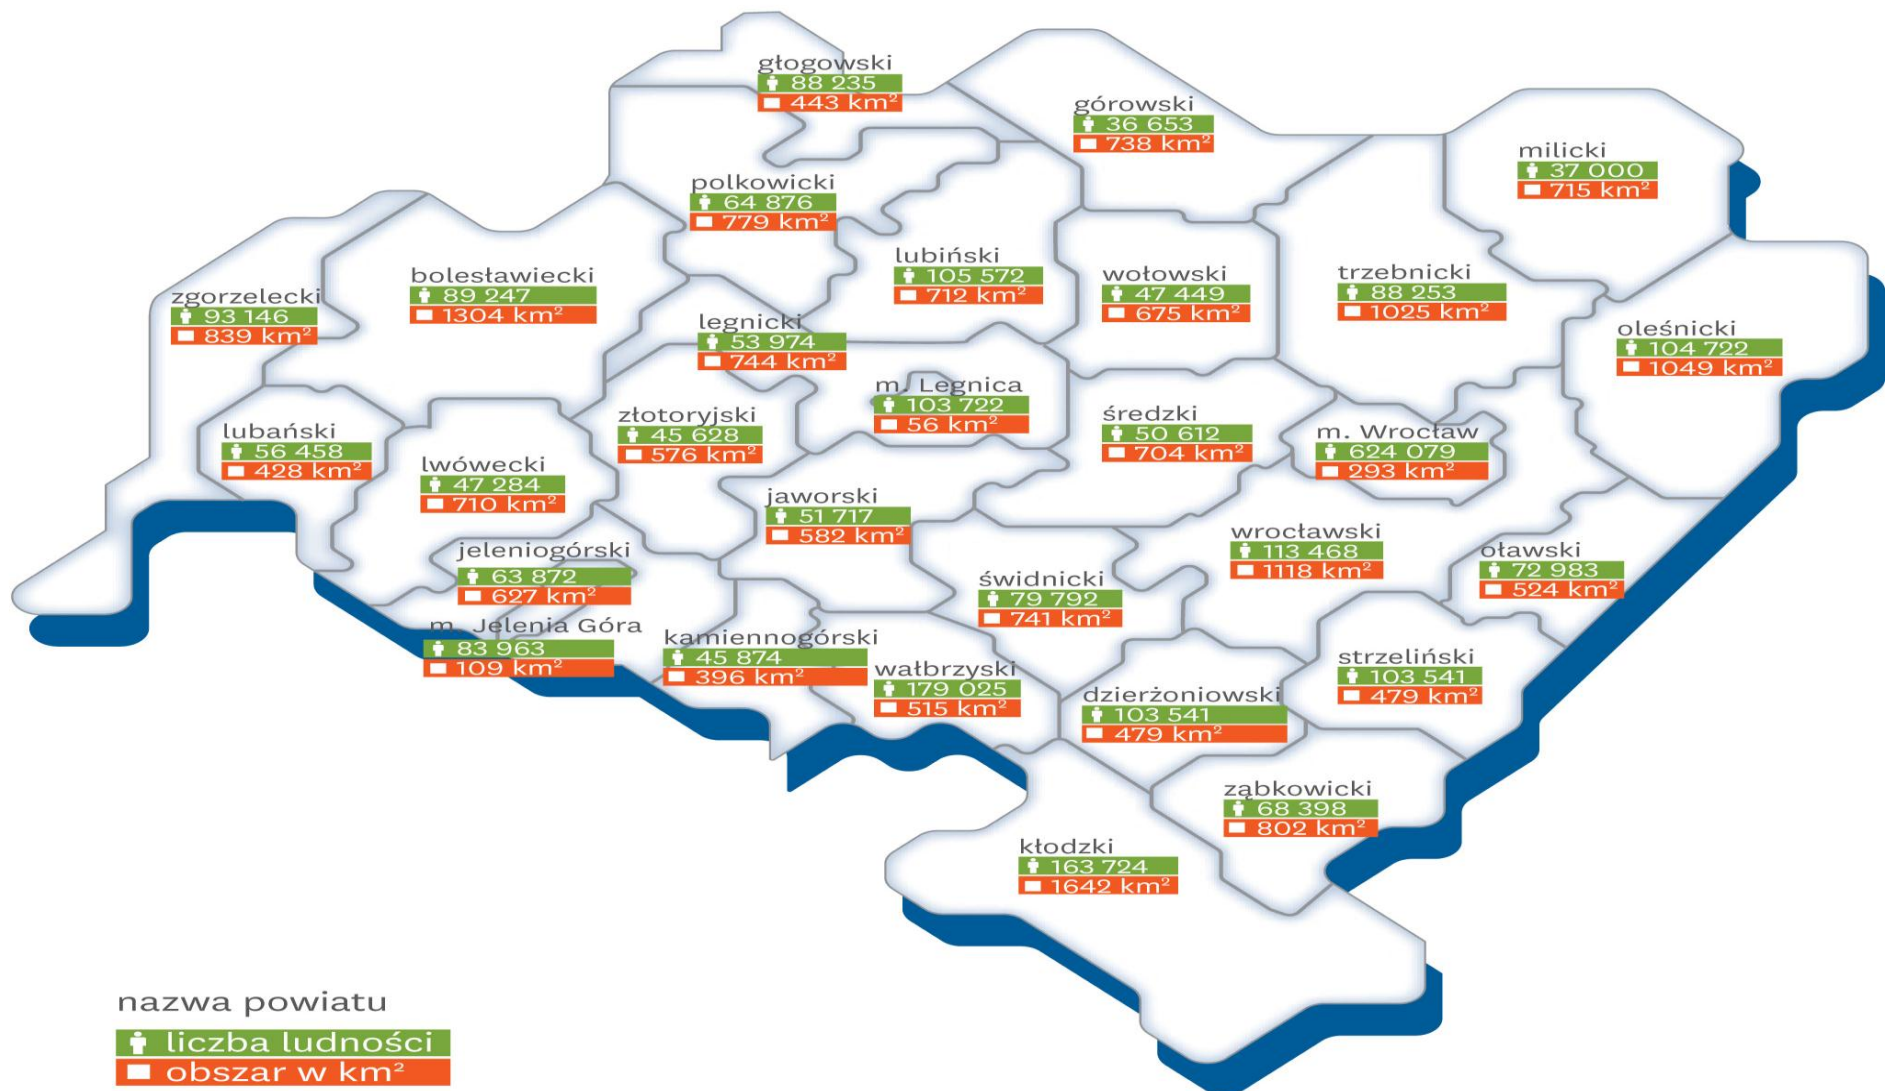 głogowski
88 235
443 km²
górowski
36 653
738 km²
milicki
37 000
715 km²
polkowicki
64 876
779 km²
lubiński
105 572
712 km²
wołowski
47 449
675 km²
trzebnicki
88 253
1025 km²
bolesławiecki
89 247
1304 km²
zgorzelecki
93 146
839 km²
legnicki
53 974
744 km²
oleśnicki
104 722
1049 km²
m. Legnica
103 722
56 km²
złotoryjski
45 628
576 km²
średzki
50 612
704 km²
m. Wrocław
624 079
293 km²
lubański
56 458
428 km²
lwówecki
47 284
710 km²
jaworski
51 717
582 km²
wrocławski
113 468
1118 km²
oławski
72 983
524 km²
jeleniogórski
63 872
627 km²
świdnicki
79 792
741 km²
m. Jelenia Góra
83 963
109 km²
kamiennogórski
45 874
396 km²
wałbrzyski
179 025
515 km²
strzeliński
103 541
479 km²
dzierżoniowski
103 541
479 km²
ząbkowicki
68 398
802 km²
kłodzki
163 724
1642 km²
nazwa powiatu
liczba ludności
obszar w km²